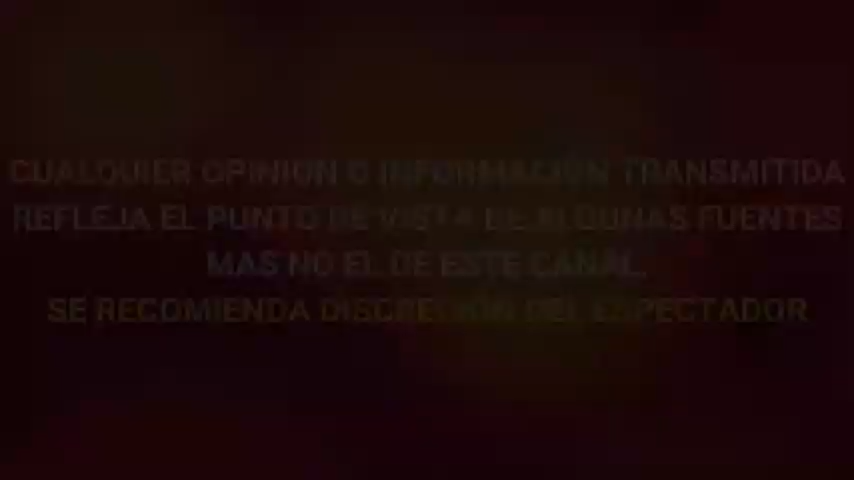 CUALQUIER OPINION O INFORMACION TRANSMITIDA
REFLEJA EL PUNTO DE VISTA DE ALGUNAS FUENTES
MAS NO EL DE ESTE CANAL.
SE RECOMIENDA DISCRECION DEL ESPECTADOR